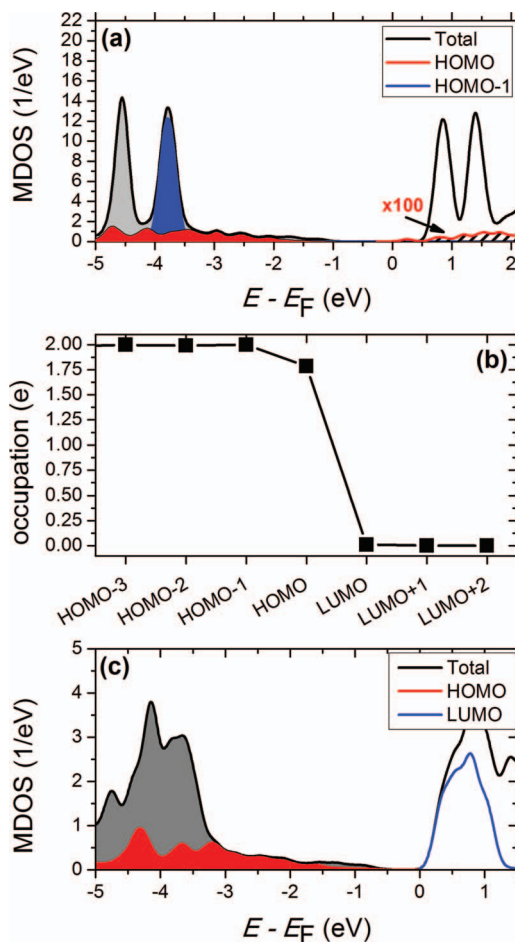 (a)
Total
HOMO
HOMO-1
x100
MDOS (1/eV)
22
20
18
16
14
12
10
8
6
4
2
0
-5 -4 -3 -2 -1 0 1 2
E - EF (eV)
(b)
occupation (e)
2.00
1.75
1.50
1.25
1.00
0.75
0.50
0.25
0.00
HOMO-3 HOMO-2 HOMO-1 HOMO LUMO LUMO+1 LUMO+2
(c)
Total
HOMO
LUMO
MDOS (1/eV)
5
4
3
2
1
0
-5 -4 -3 -2 -1 0 1
E - EF (eV)